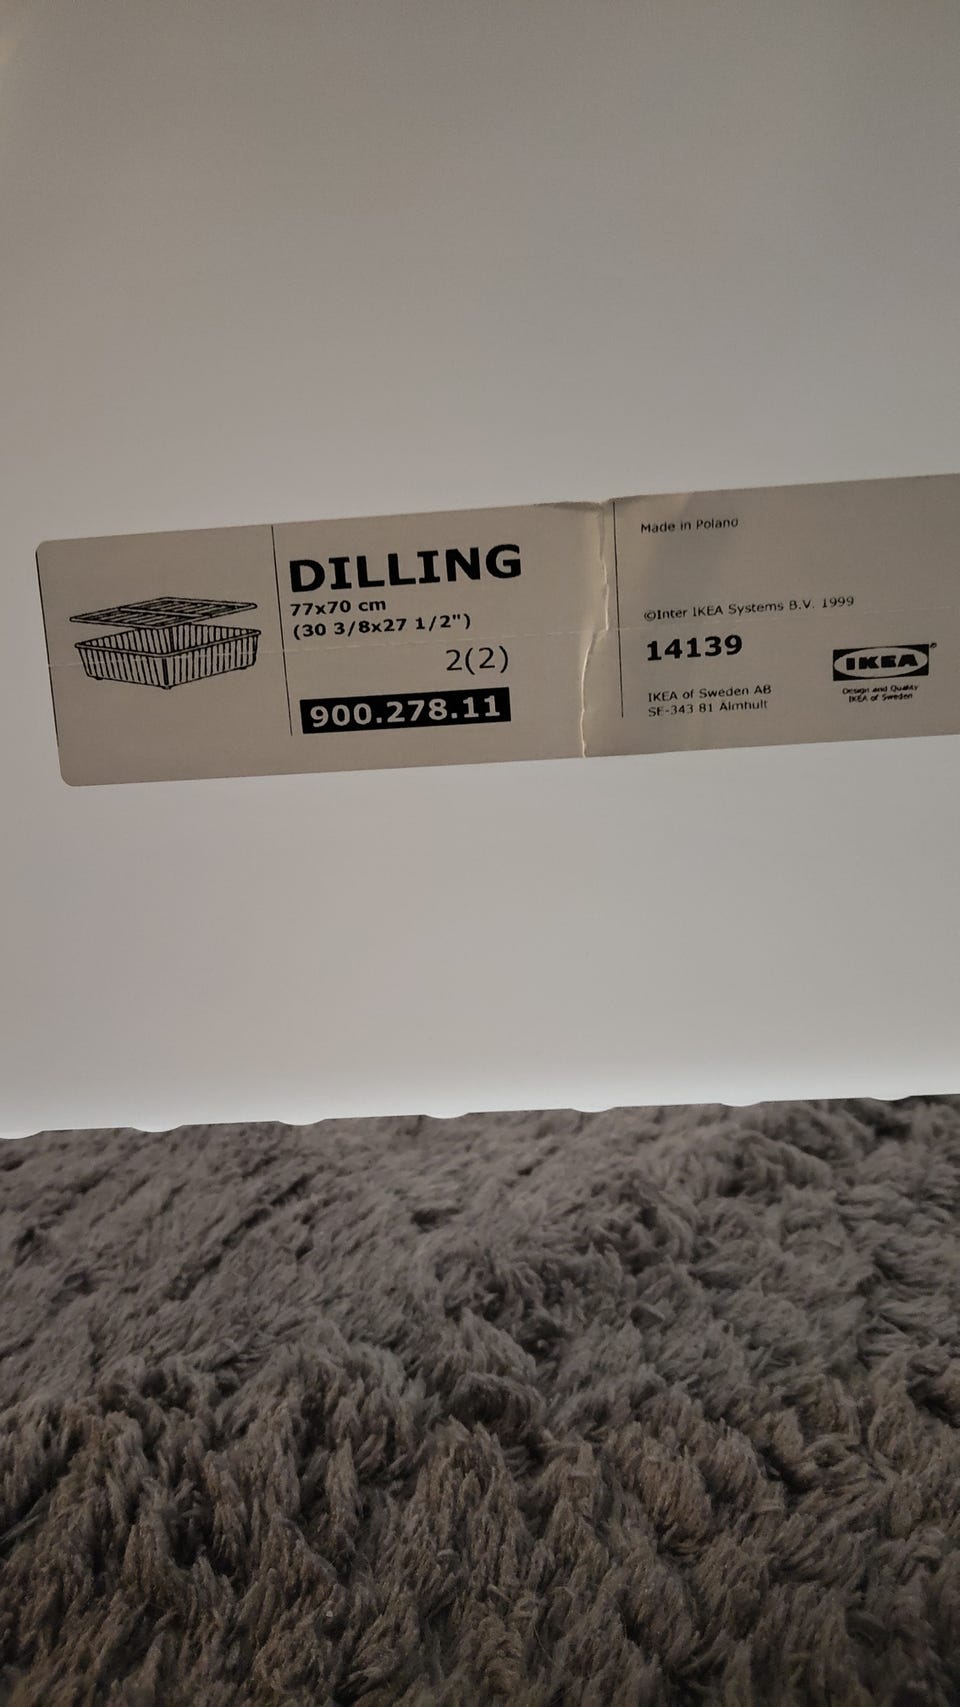 DILLING
77x70 cm
(30 3/8x27 1/2")
2(2)
900.278.11
Made in Poland
©Inter IKEA Systems B.V. 1999
14139
IKEA of Sweden AB
SE-343 81 Älmhult
IKEA®
Design and Quality
IKEA of Sweden